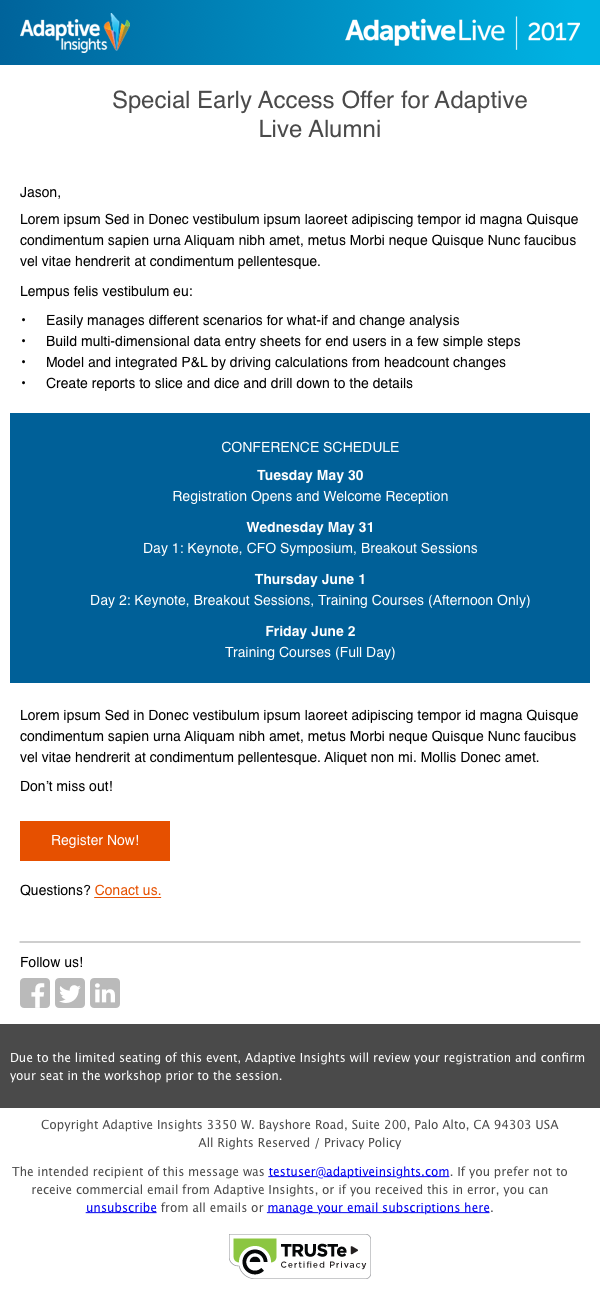 Adaptive Insights
AdaptiveLive | 2017
Special Early Access Offer for Adaptive
Live Alumni
Jason,
Lorem ipsum Sed in Donec vestibulum ipsum laoreet adipiscing tempor id magna Quisque
condimentum sapien urna Aliquam nibh amet, metus Morbi neque Quisque Nunc faucibus
vel vitae hendrerit at condimentum pellentesque.
Lempus felis vestibulum eu:
• Easily manages different scenarios for what-if and change analysis
• Build multi-dimensional data entry sheets for end users in a few simple steps
• Model and integrated P&L by driving calculations from headcount changes
• Create reports to slice and dice and drill down to the details
CONFERENCE SCHEDULE
Tuesday May 30
Registration Opens and Welcome Reception
Wednesday May 31
Day 1: Keynote, CFO Symposium, Breakout Sessions
Thursday June 1
Day 2: Keynote, Breakout Sessions, Training Courses (Afternoon Only)
Friday June 2
Training Courses (Full Day)
Lorem ipsum Sed in Donec vestibulum ipsum laoreet adipiscing tempor id magna Quisque
condimentum sapien urna Aliquam nibh amet, metus Morbi neque Quisque Nunc faucibus
vel vitae hendrerit at condimentum pellentesque. Aliquet non mi. Mollis Donec amet.
Don’t miss out!
Register Now!
Questions? Conact us.
Follow us!
Due to the limited seating of this event, Adaptive Insights will review your registration and confirm
your seat in the workshop prior to the session.
Copyright Adaptive Insights 3350 W. Bayshore Road, Suite 200, Palo Alto, CA 94303 USA
All Rights Reserved / Privacy Policy
The intended recipient of this message was testuser@adaptiveinsights.com. If you prefer not to
receive commercial email from Adaptive Insights, or if you received this in error, you can
unsubscribe from all emails or manage your email subscriptions here.
TRUSTe
Certified Privacy